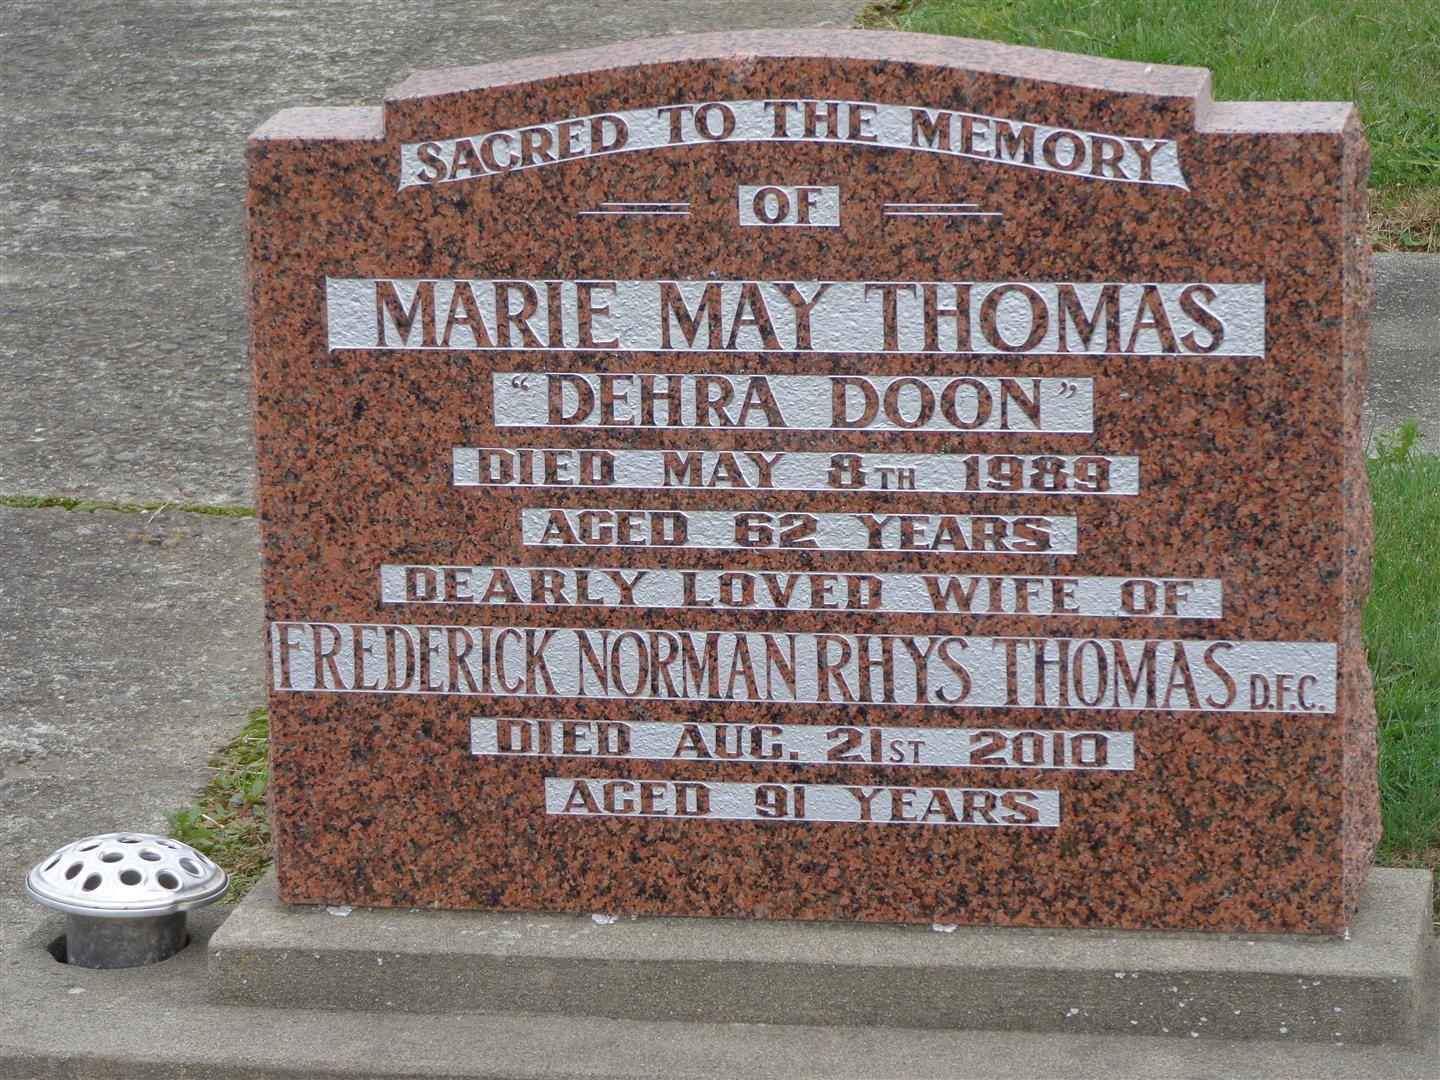 SACRED TO THE MEMORY
OF
MARIE MAY THOMAS
"DEHRA DOON"
DIED MAY 8TH 1989
AGED 62 YEARS
DEARLY LOVED WIFE OF
FREDERICK NORMAN RHYS THOMAS D.F.C.
DIED AUG. 21ST 2010
AGED 91 YEARS